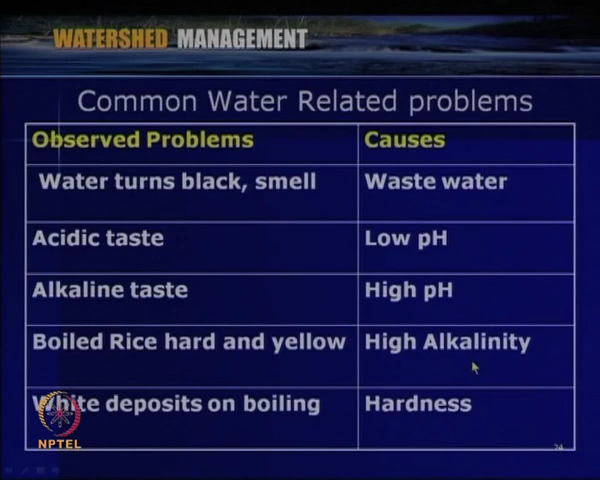 WATERSHED MANAGEMENT
Common Water Related problems
Observed Problems Causes
Water turns black, smell Waste water
Acidic taste Low pH
Alkaline taste High pH
Boiled Rice hard and yellow High Alkalinity
White deposits on boiling Hardness
NPTEL
24